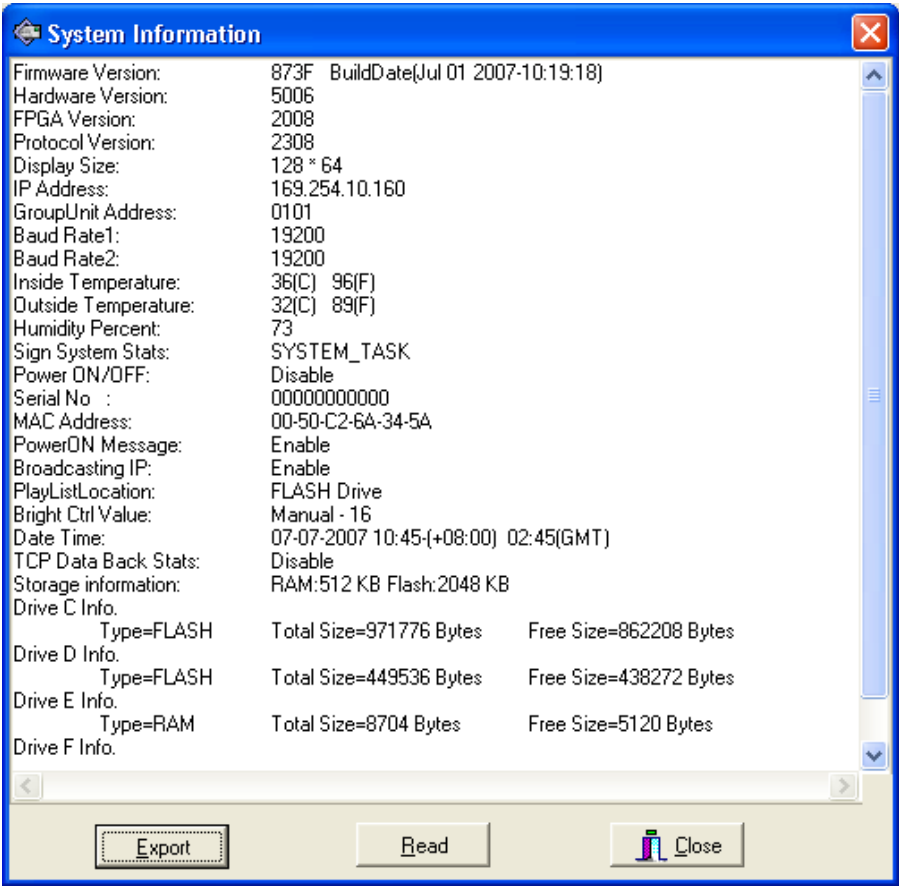 System Information
Firmware Version: 873F BuildDate(Jul 01 2007-10:19:18)
Hardware Version: 5006
FPGA Version: 2008
Protocol Version: 2308
Display Size: 128 * 64
IP Address: 169.254.10.160
GroupUnit Address: 0101
Baud Rate1: 19200
Baud Rate2: 19200
Inside Temperature: 36(C) 96(F)
Outside Temperature: 32(C) 89(F)
Humidity Percent: 73
Sign System Stats: SYSTEM_TASK
Power ON/OFF: Disable
Serial No : 00000000000
MAC Address: 00-50-C2-6A-34-5A
PowerON Message: Enable
Broadcasting IP: Enable
PlayListLocation: FLASH Drive
Bright Ctrl Value: Manual - 16
Date Time: 07-07-2007 10:45-(+08:00) 02:45(GMT)
TCP Data Back Stats: Disable
Storage information: RAM:512 KB Flash:2048 KB
Drive C Info.
Type=FLASH Total Size=971776 Bytes Free Size=862208 Bytes
Drive D Info.
Type=FLASH Total Size=449536 Bytes Free Size=438272 Bytes
Drive E Info.
Type=RAM Total Size=8704 Bytes Free Size=5120 Bytes
Drive F Info.
Export Read Close